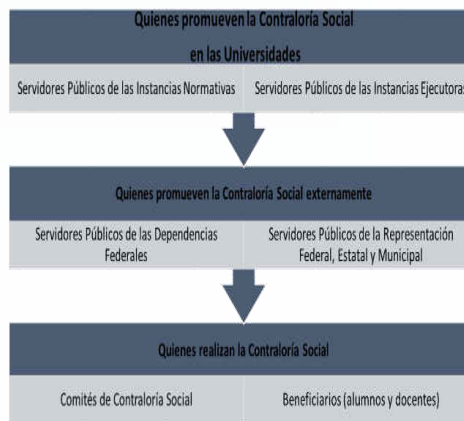 Quienes promueven la Contraloría Social
en las Universidades
Servidores Públicos de las Instancias Normativas
Servidores Públicos de las Instancias Ejecutoras
Quienes promueven la Contraloría Social externamente
Servidores Públicos de las Dependencias
Federales
Servidores Públicos de la Representación
Federal, Estatal y Municipal
Quienes realizan la Contraloría Social
Comités de Contraloría Social
Beneficiarios (alumnos y docentes)